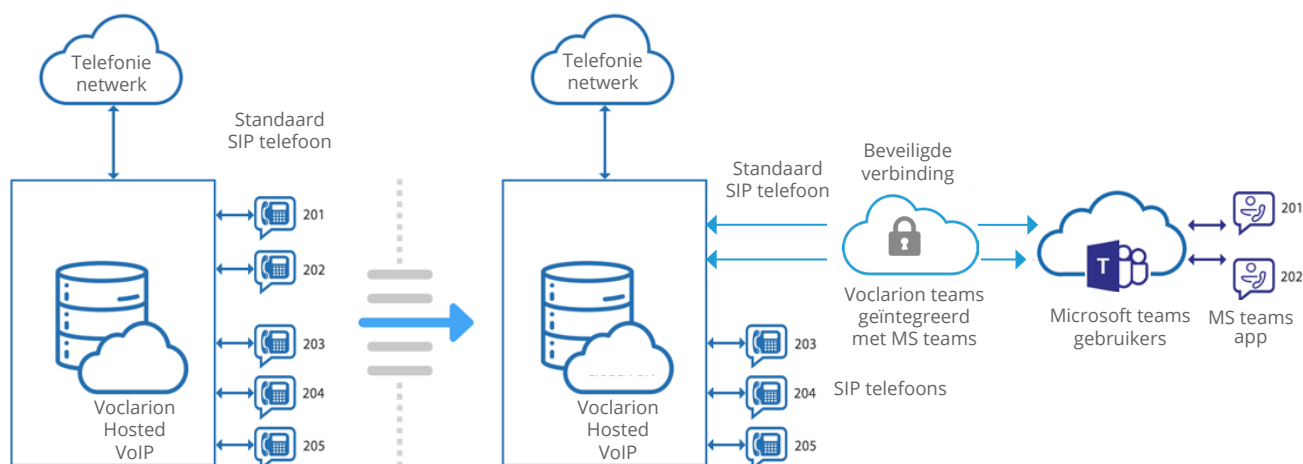 Telefonie
netwerk
Standaard
SIP telefoon
201
202
203
204
205
Voclarion
Hosted
VoIP
Telefonie
netwerk
Standaard
SIP telefoon
Beveiligde
verbinding
Voclarion teams
geïntegreerd
met MS teams
T
Microsoft teams
gebruikers
201
202
MS teams
app
203
204
SIP telefoons
205
Voclarion
Hosted
VoIP